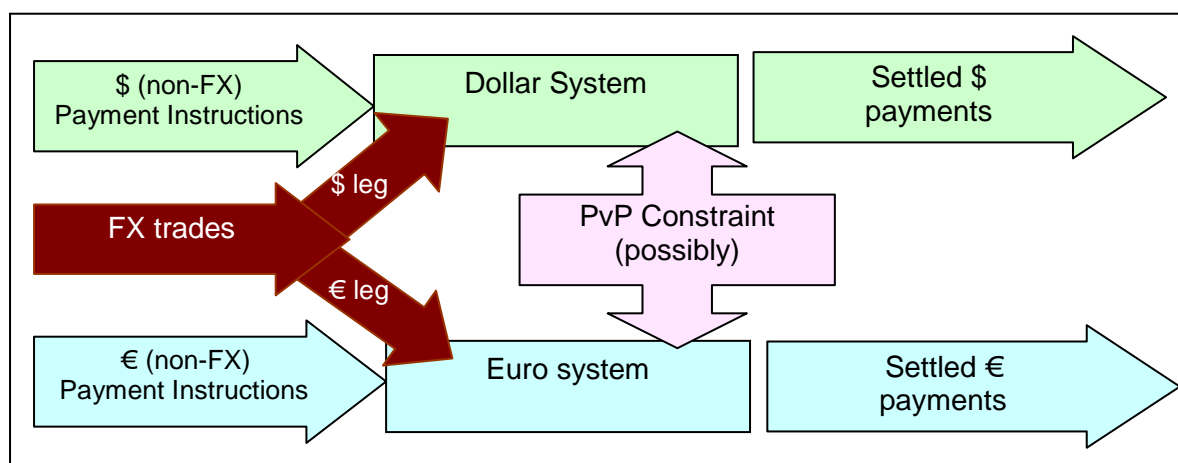 $ (non-FX)
Payment Instructions
Dollar System
Settled $
payments
$ leg
FX trades
PvP Constraint
(possibly)
€ leg
€ (non-FX)
Payment Instructions
Euro system
Settled €
payments